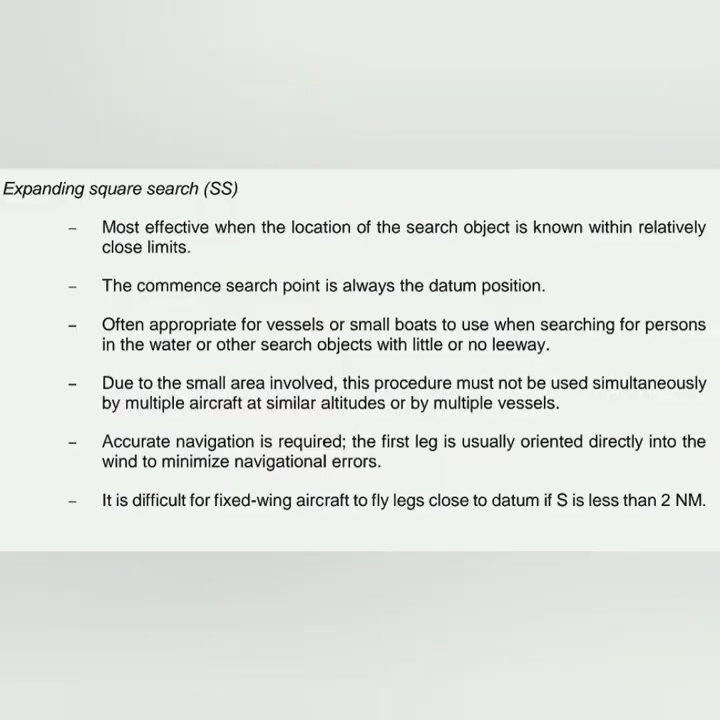 Expanding square search (SS)
– Most effective when the location of the search object is known within relatively
close limits.
– The commence search point is always the datum position.
– Often appropriate for vessels or small boats to use when searching for persons
in the water or other search objects with little or no leeway.
– Due to the small area involved, this procedure must not be used simultaneously
by multiple aircraft at similar altitudes or by multiple vessels.
– Accurate navigation is required; the first leg is usually oriented directly into the
wind to minimize navigational errors.
– It is difficult for fixed-wing aircraft to fly legs close to datum if S is less than 2 NM.